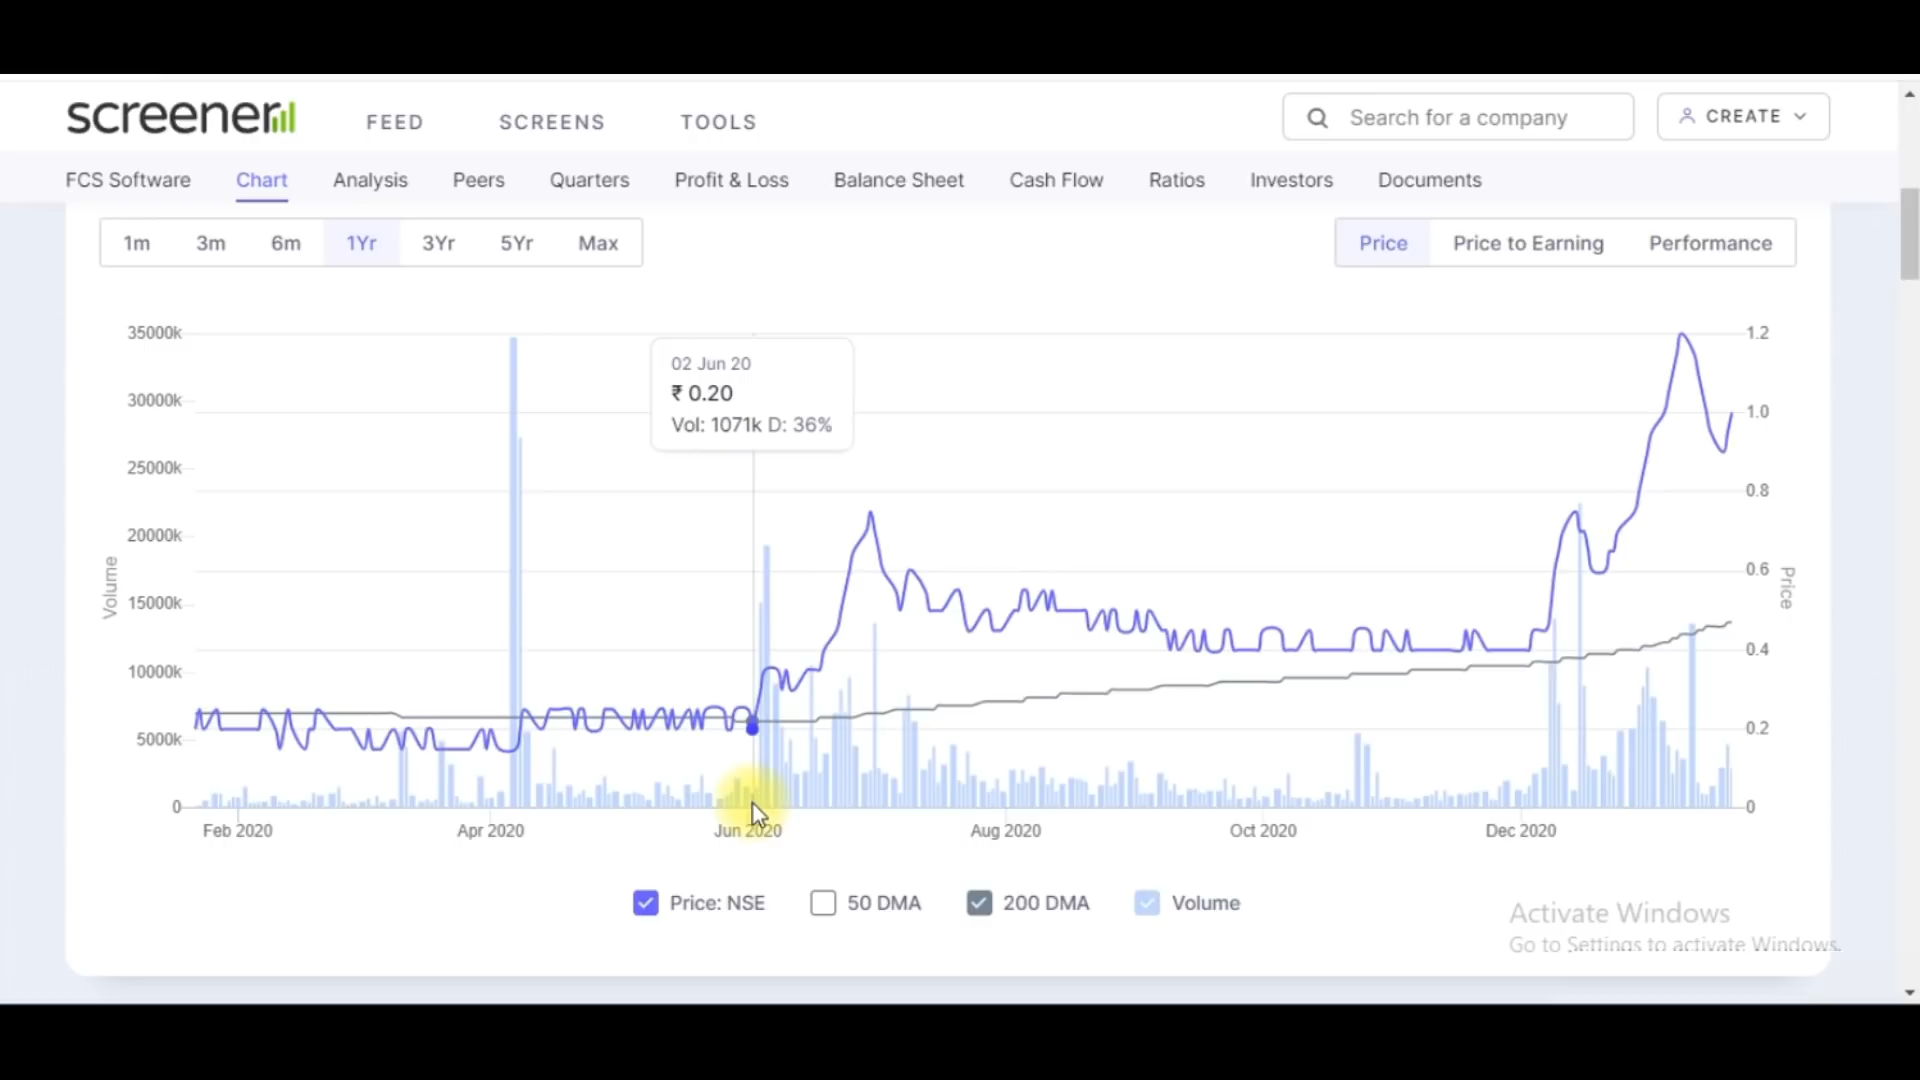 screener
FEED
SCREENS
TOOLS
Search for a company
CREATE
FCS Software
Chart
Analysis
Peers
Quarters
Profit & Loss
Balance Sheet
Cash Flow
Ratios
Investors
Documents
1m
3m
6m
1Yr
3Yr
5Yr
Max
Price
Price to Earning
Performance
35000k
30000k
25000k
20000k
15000k
10000k
5000k
0
Volume
02 Jun 20
₹ 0.20
Vol: 1071k D: 36%
1.2
1.0
0.8
0.6
0.4
0.2
0
Price
Feb 2020
Apr 2020
Jun 2020
Aug 2020
Oct 2020
Dec 2020
Price: NSE
50 DMA
200 DMA
Volume
Activate Windows
Go to Settings to activate Windows.